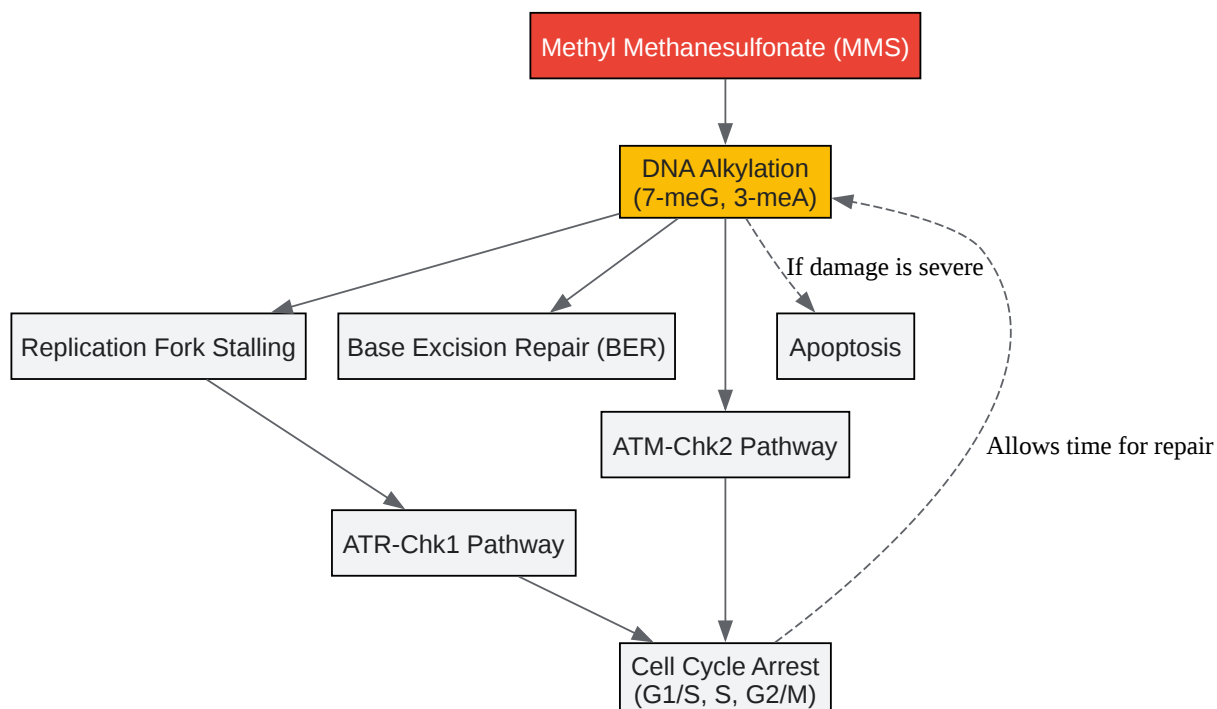 Methyl Methanesulfonate (MMS)
DNA Alkylation
(7-meG, 3-meA)
If damage is severe
Replication Fork Stalling
Base Excision Repair (BER)
Apoptosis
ATM-Chk2 Pathway
Allows time for repair
ATR-Chk1 Pathway
Cell Cycle Arrest
(G1/S, S, G2/M)